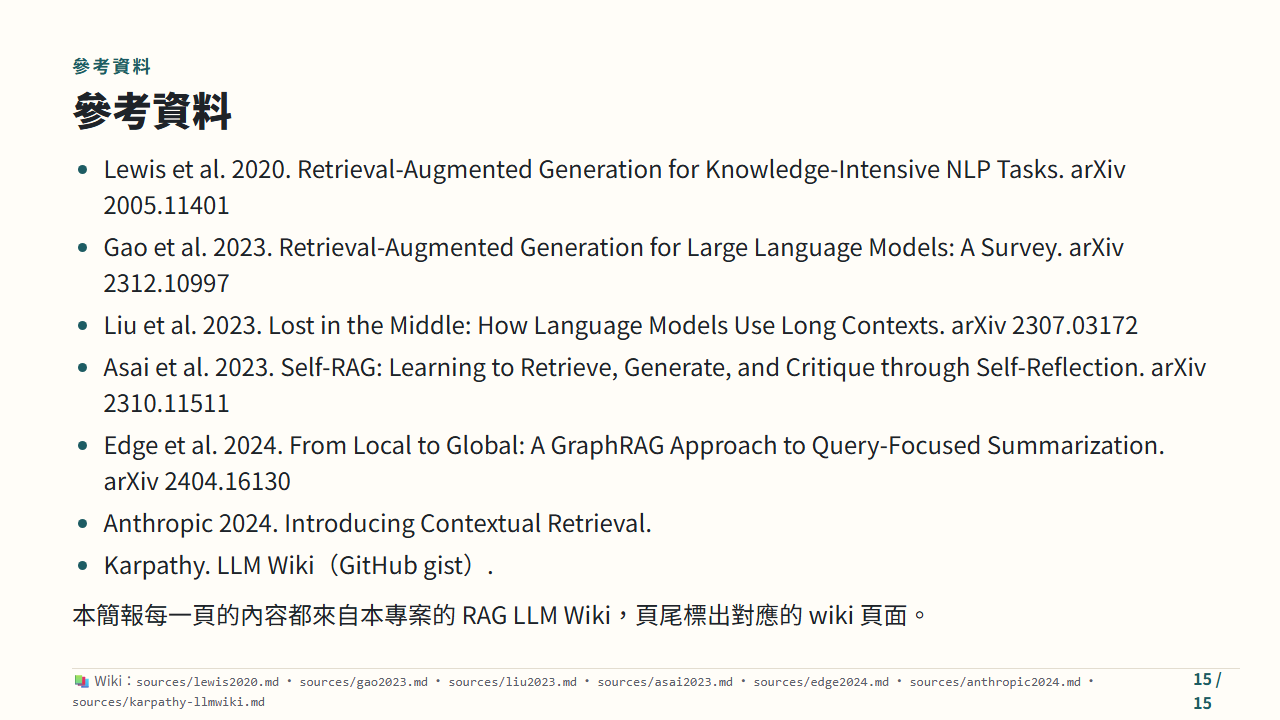 參考資料
參考資料
• Lewis et al. 2020. Retrieval-Augmented Generation for Knowledge-Intensive NLP Tasks. arXiv
2005.11401
• Gao et al. 2023. Retrieval-Augmented Generation for Large Language Models: A Survey. arXiv
2312.10997
• Liu et al. 2023. Lost in the Middle: How Language Models Use Long Contexts. arXiv 2307.03172
• Asai et al. 2023. Self-RAG: Learning to Retrieve, Generate, and Critique through Self-Reflection. arXiv
2310.11511
• Edge et al. 2024. From Local to Global: A GraphRAG Approach to Query-Focused Summarization.
arXiv 2404.16130
• Anthropic 2024. Introducing Contextual Retrieval.
• Karpathy. LLM Wiki（GitHub gist）.
本簡報每一頁的內容都來自本專案的 RAG LLM Wiki，頁尾標出對應的 wiki 頁面。
📚 Wiki：sources/lewis2020.md • sources/gao2023.md • sources/liu2023.md • sources/asai2023.md • sources/edge2024.md • sources/anthropic2024.md •
sources/karpathy-llmwiki.md
15 /
15